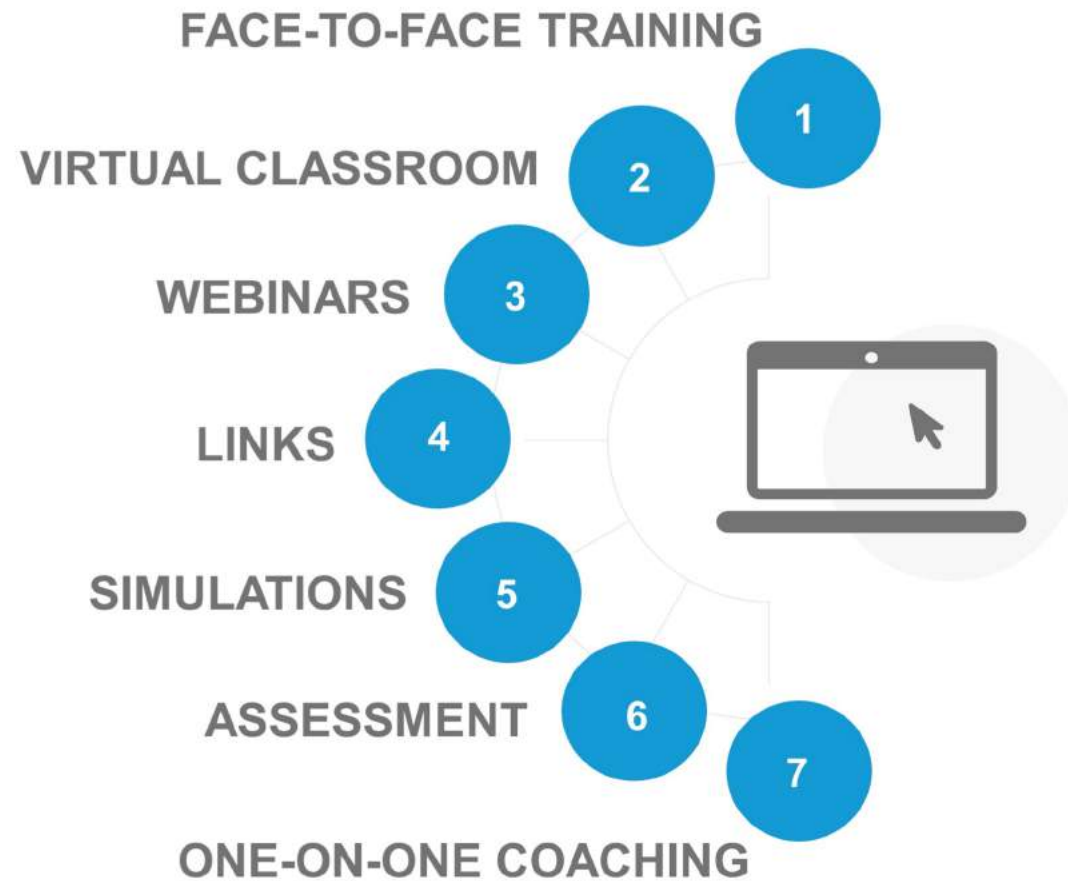 FACE-TO-FACE TRAINING
1
VIRTUAL CLASSROOM
2
WEBINARS
3
LINKS
4
SIMULATIONS
5
ASSESSMENT
6
7
ONE-ON-ONE COACHING